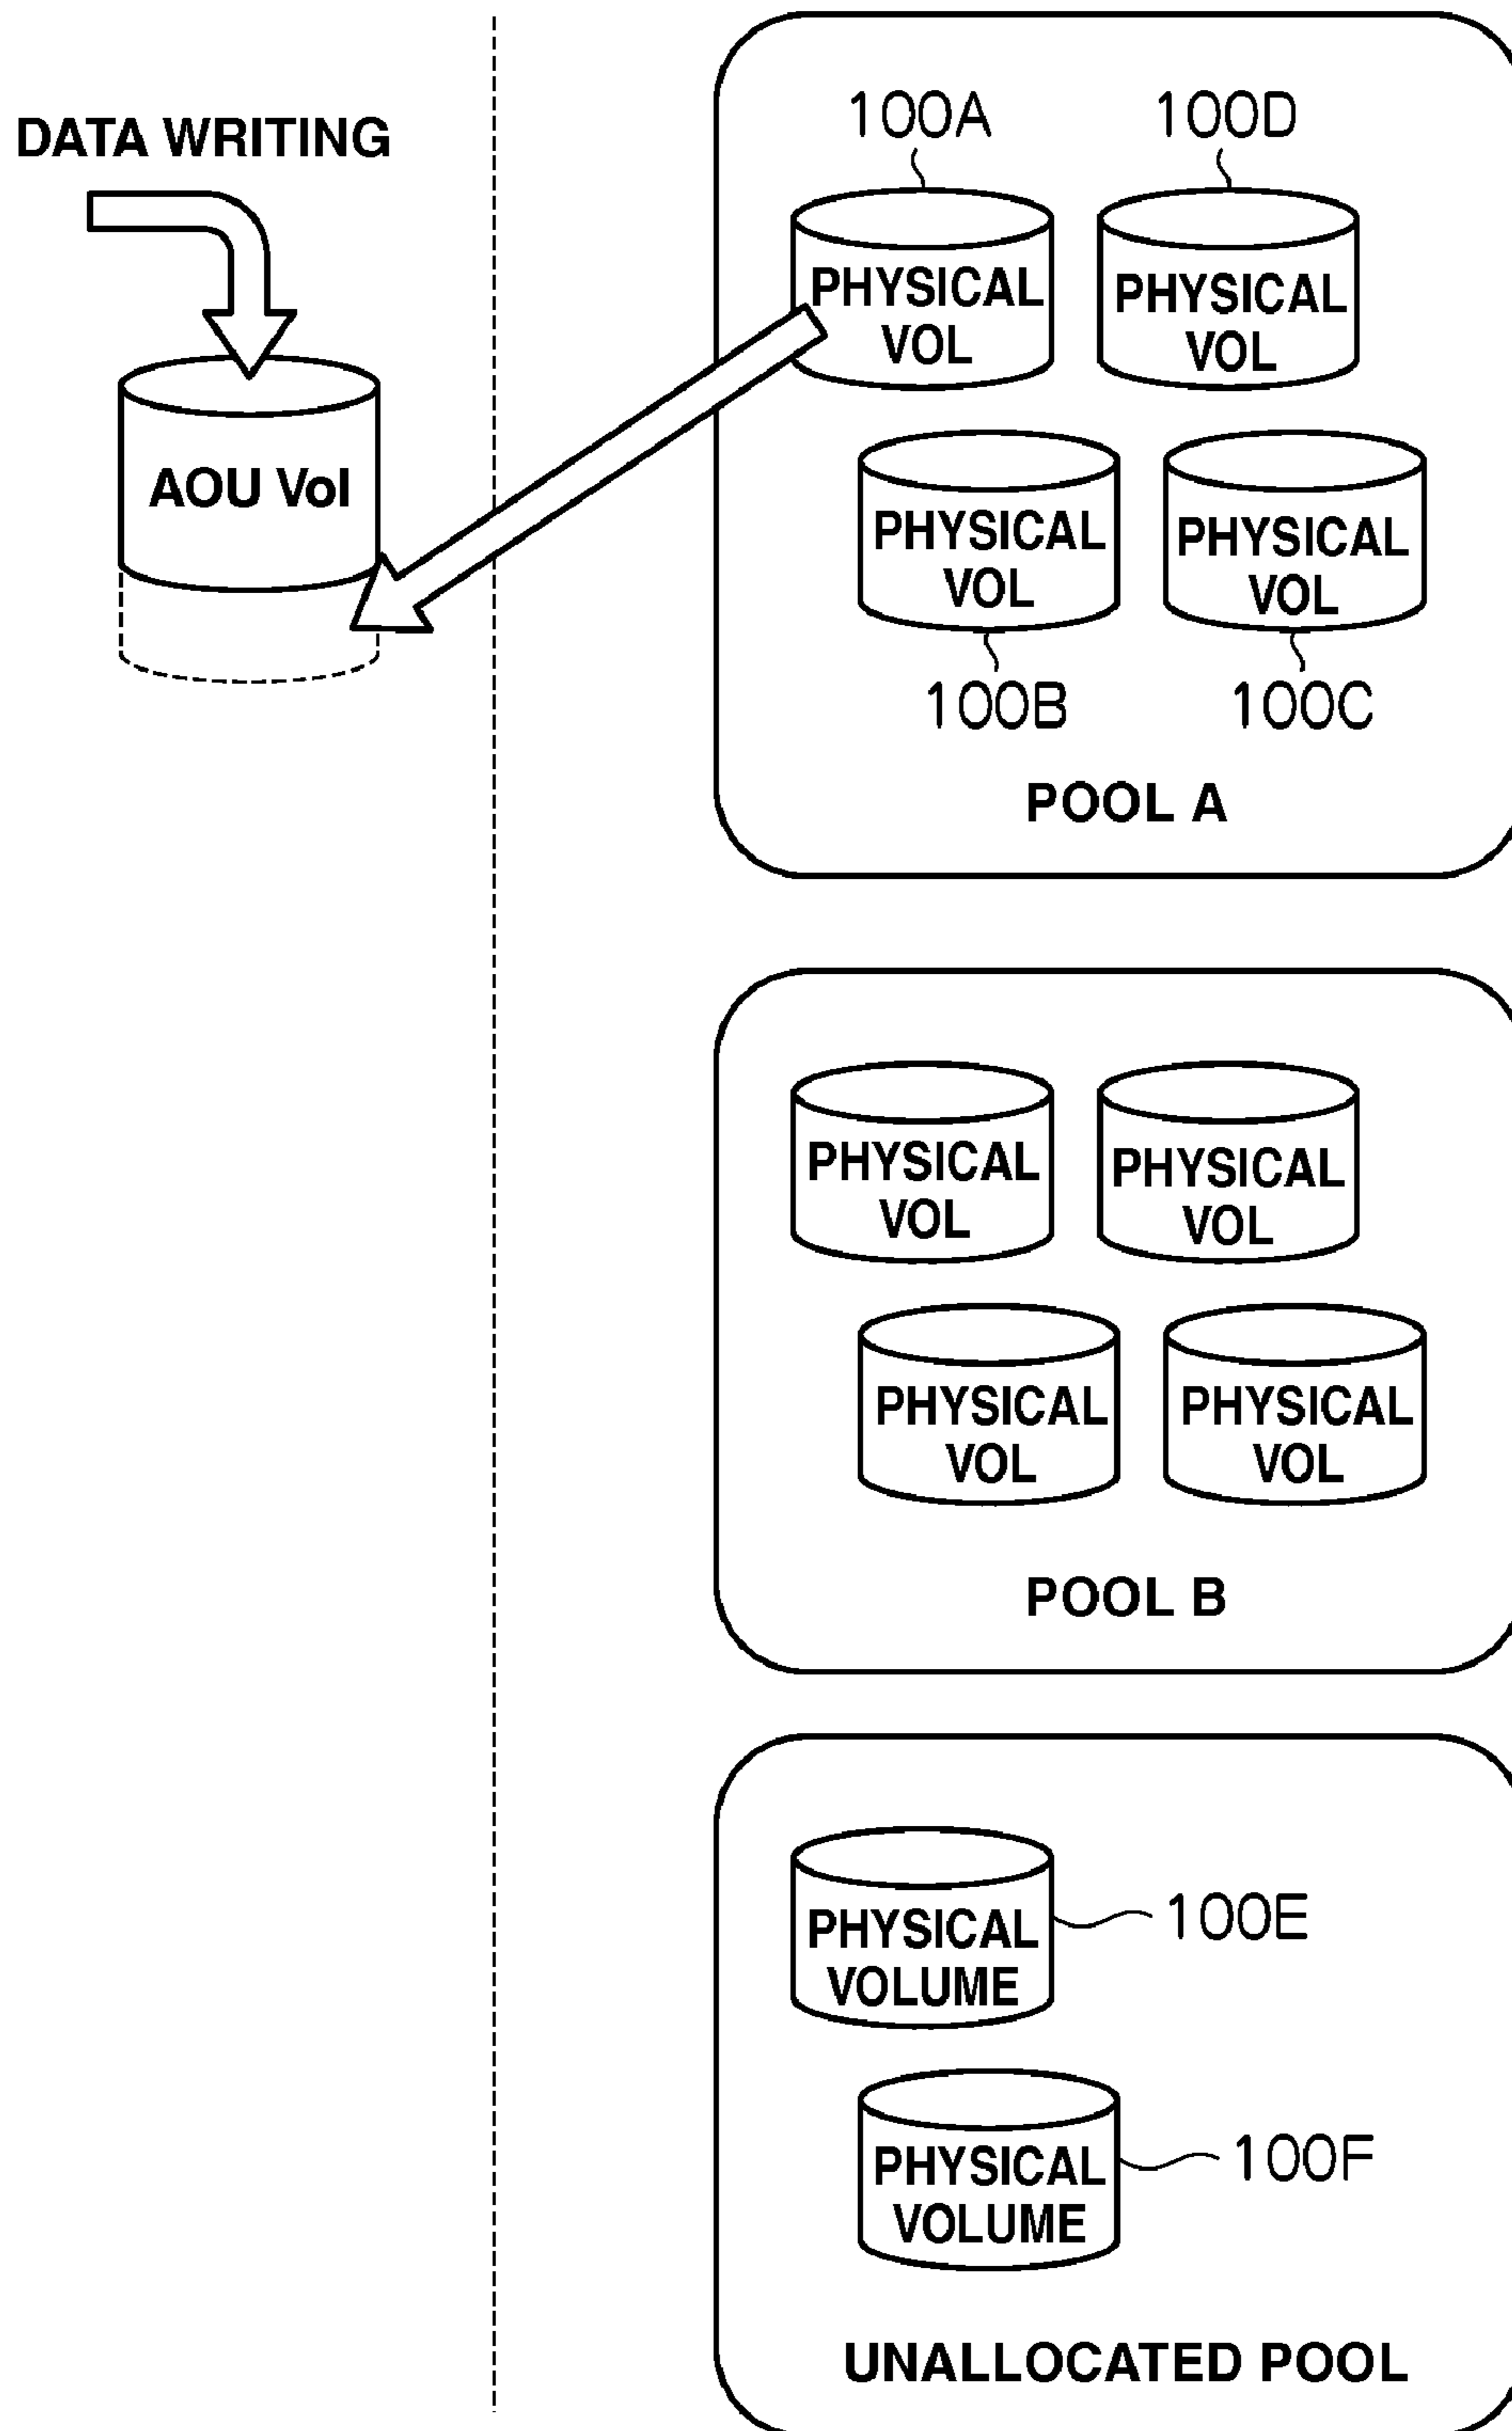 DATA WRITING
AOU Vol
100A
100D
PHYSICAL
VOL
PHYSICAL
VOL
PHYSICAL
VOL
PHYSICAL
VOL
100B
100C
POOL A
PHYSICAL
VOL
PHYSICAL
VOL
PHYSICAL
VOL
PHYSICAL
VOL
POOL B
PHYSICAL
VOLUME
100E
PHYSICAL
VOLUME
100F
UNALLOCATED POOL